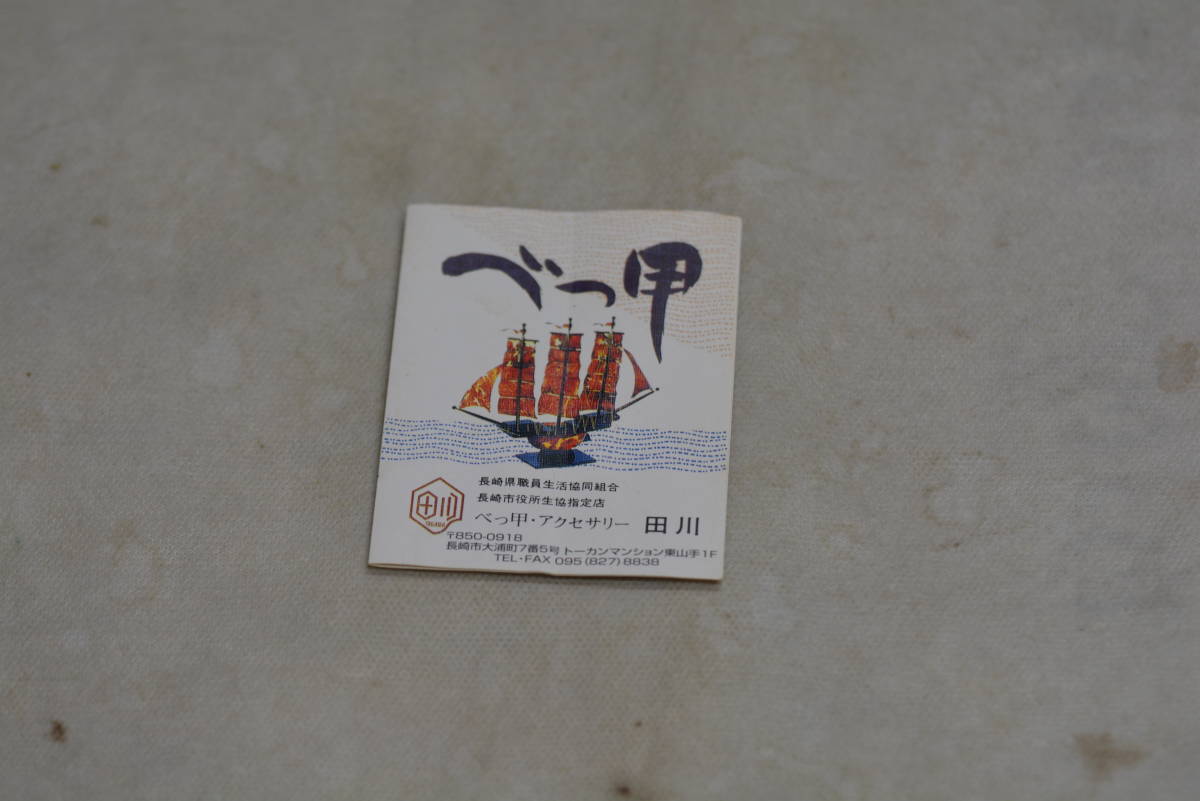 べっ甲
長崎県職員生活協同組合
長崎市役所生協指定店
田川
べっ甲・アクセサリー 田川
〒850-0918
長崎市大浦町7番5号 トーカンマンション東山手1F
TEL・FAX 095(827)8838